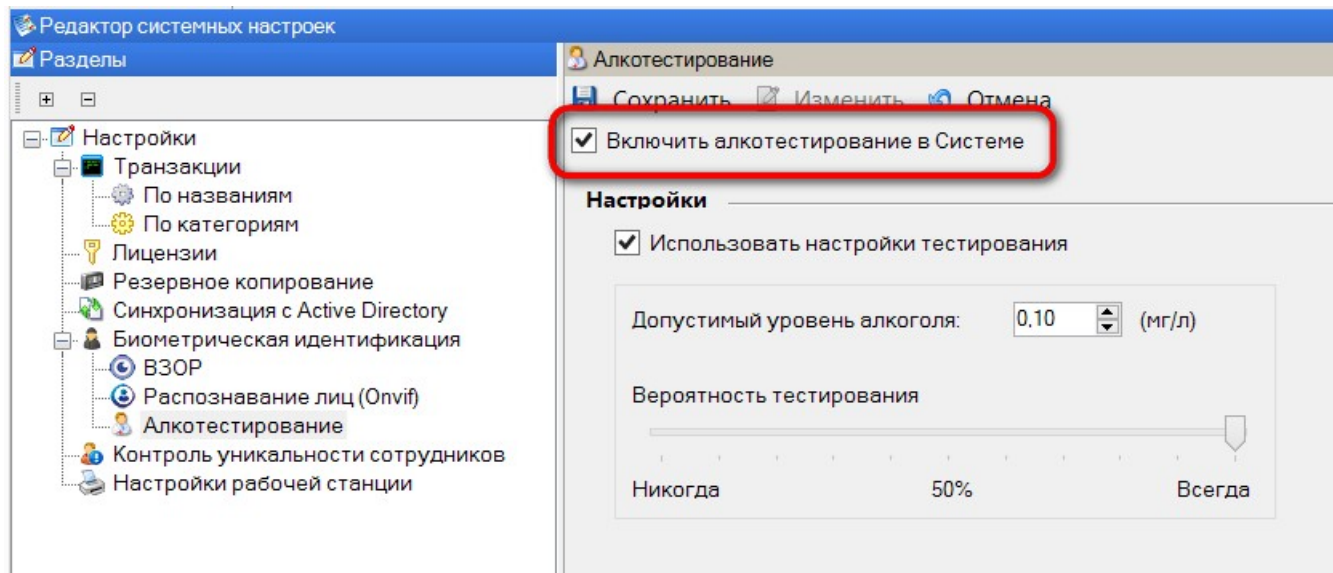 Редактор системных настроек
Разделы
Настройки
Транзакции
По названиям
По категориям
Лицензии
Резервное копирование
Синхронизация с Active Directory
Биометрическая идентификация
ВЗОР
Распознавание лиц (Onvif)
Алкотестирование
Контроль уникальности сотрудников
Настройки рабочей станции
Алкотестирование
Сохранить Изменить Отмена
Включить алкотестирование в Системе
Настройки
Использовать настройки тестирования
Допустимый уровень алкоголя: 0,10 (мг/л)
Вероятность тестирования
Никогда 50% Всегда